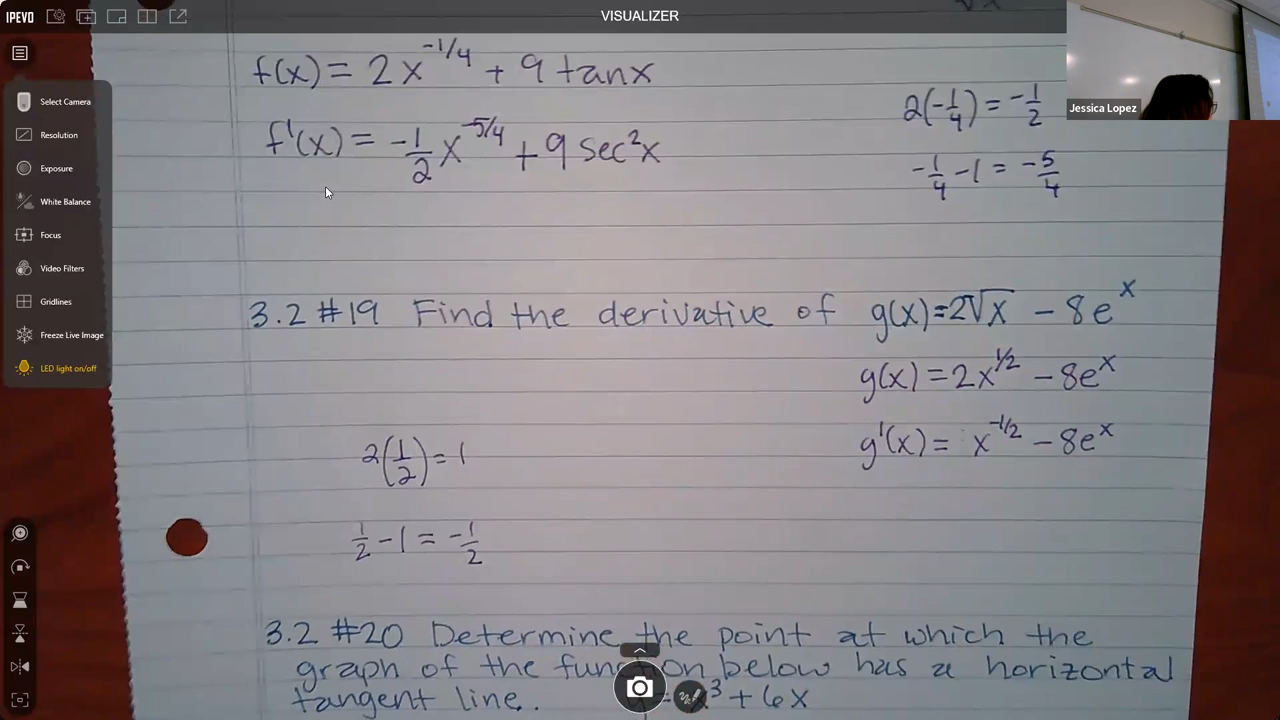 IPEVO
VISUALIZER
Jessica Lopez
Select Camera
Resolution
Exposure
White Balance
Focus
Video Filters
Gridlines
Freeze Live Image
LED light on/off
f(x) = 2x^-1/4 + 9 tanx
f'(x) = -1/2 x^-5/4 + 9 sec²x
2(-1/4) = -1/2
-1/4 - 1 = -5/4
3.2 #19 Find the derivative of g(x)=2√x - 8e^x
g(x) = 2x^1/2 - 8e^x
g'(x) = x^-1/2 - 8e^x
2(1/2) = 1
1/2 - 1 = -1/2
3.2 #20 Determine the point at which the
graph of the function below has a horizontal
tangent line. = x³ + 6x